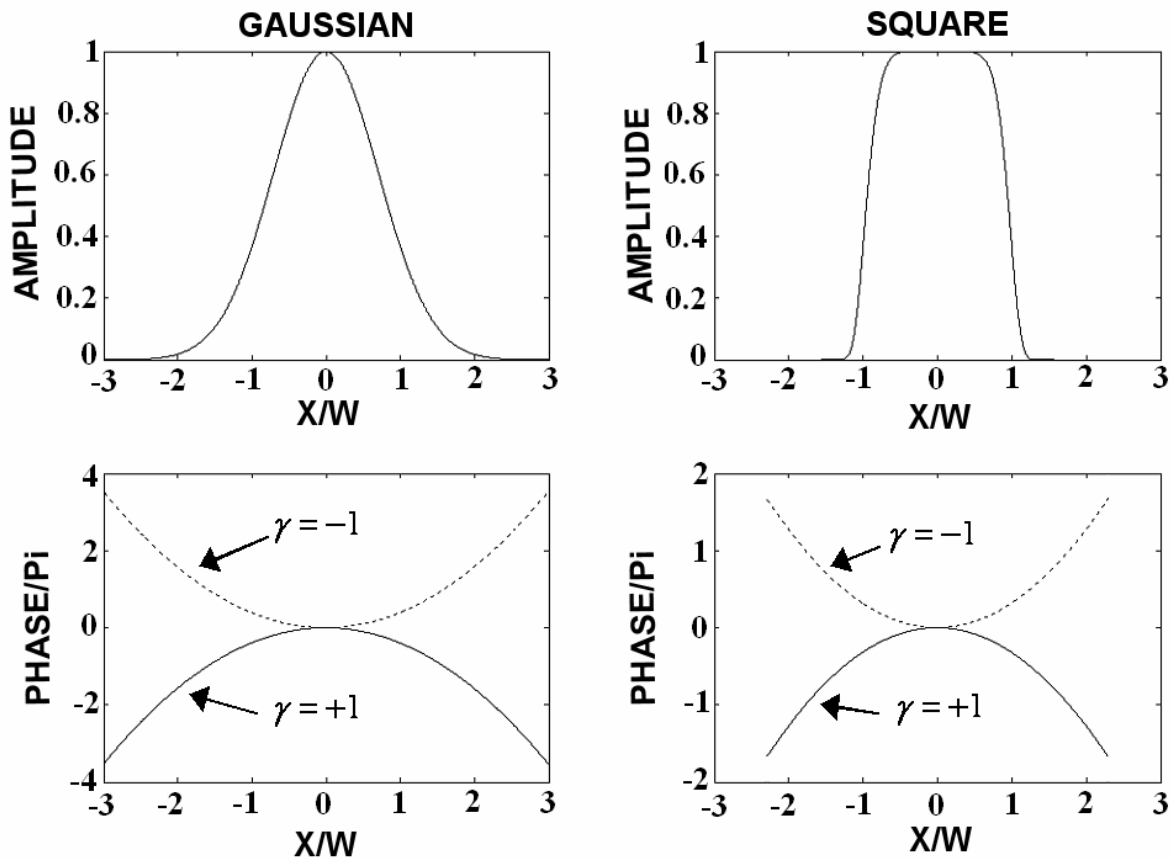 GAUSSIAN
AMPLITUDE
1
0.8
0.6
0.4
0.2
0
-3 -2 -1 0 1 2 3
X/W
SQUARE
AMPLITUDE
1
0.8
0.6
0.4
0.2
0
-3 -2 -1 0 1 2 3
X/W
PHASE/Pi
4
2
0
-2
-4
γ = −1
γ = +1
-3 -2 -1 0 1 2 3
X/W
PHASE/Pi
2
1
0
-1
-2
γ = −1
γ = +1
-3 -2 -1 0 1 2 3
X/W